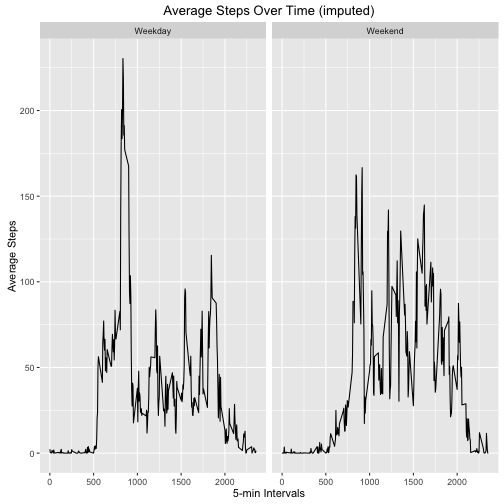 Average Steps Over Time (imputed)
Weekday
Weekend
Average Steps
200
150
100
50
0
0 500 1000 1500 2000
0 500 1000 1500 2000
5-min Intervals